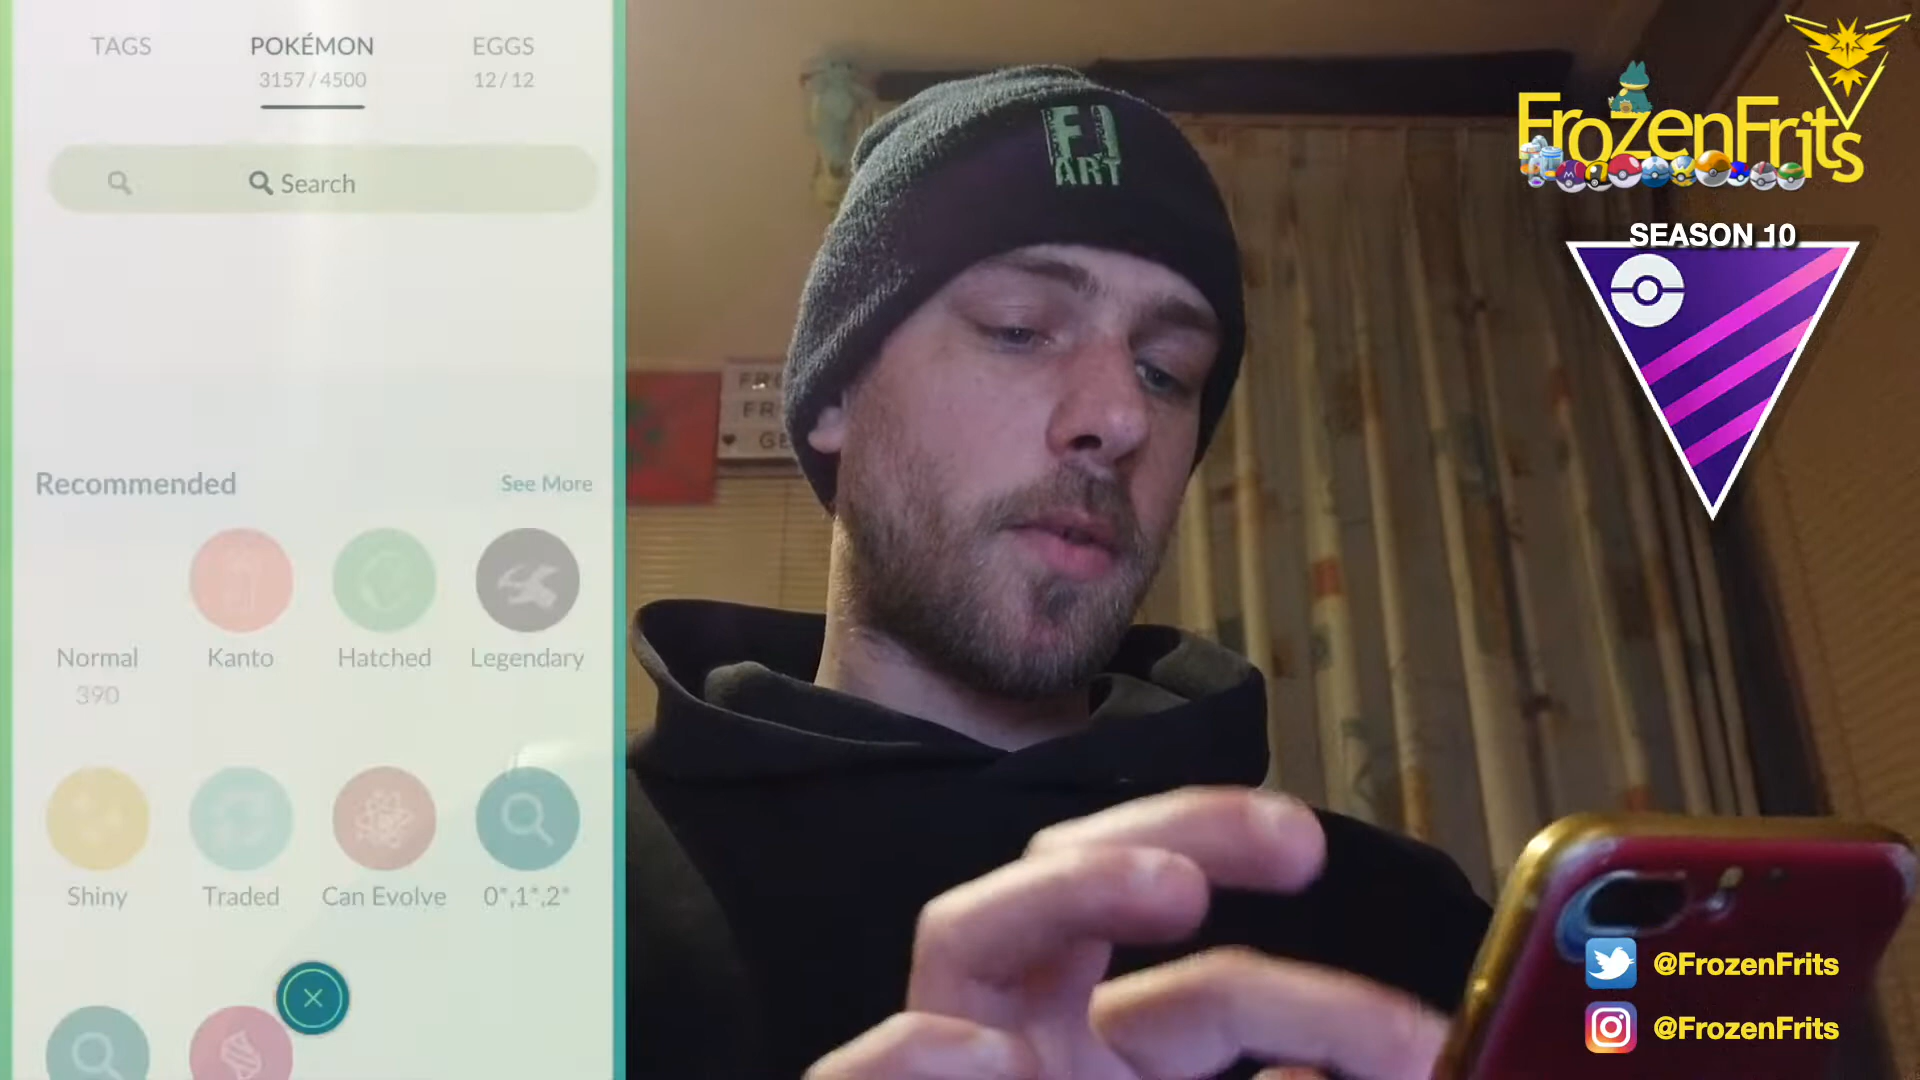 TAGS
POKÉMON
EGGS
3157 / 4500
12 / 12
Search
Recommended
See More
Normal
Kanto
Hatched
Legendary
390
Shiny
Traded
Can Evolve
0*,1*,2*
ART
FrozenFrits
SEASON 10
@FrozenFrits
@FrozenFrits